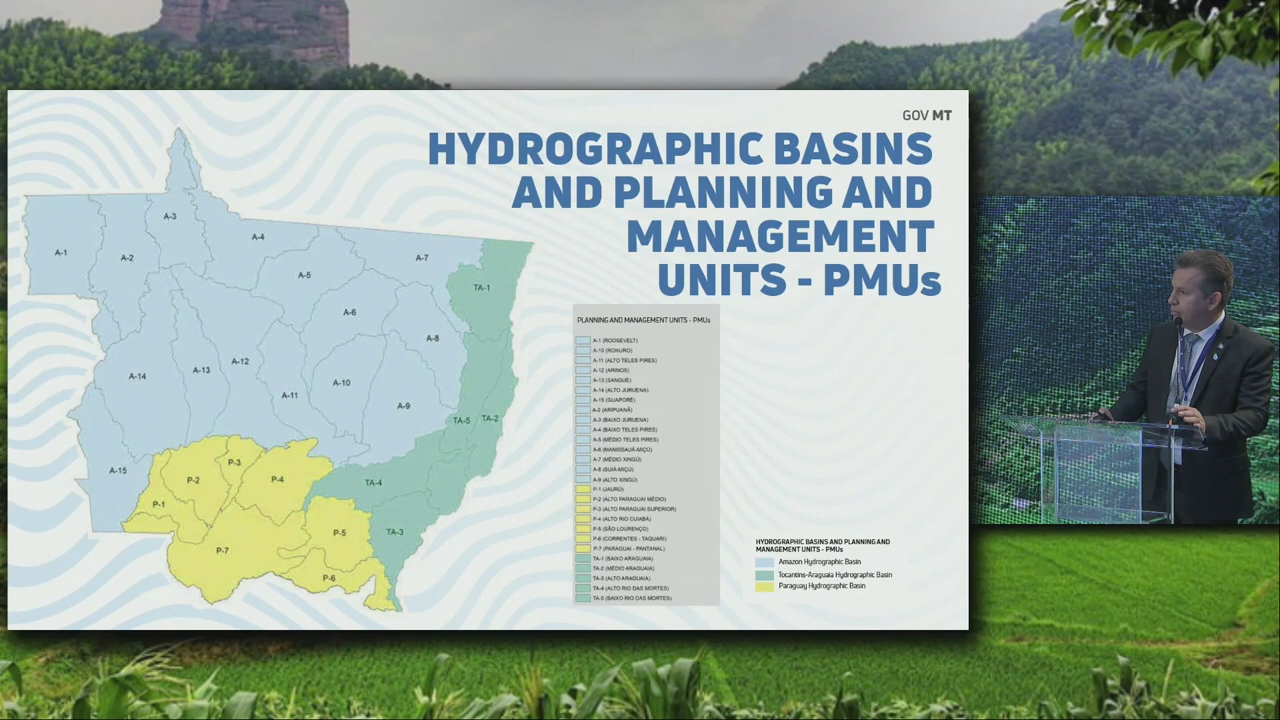 GOV MT
HYDROGRAPHIC BASINS
AND PLANNING AND
MANAGEMENT
UNITS - PMUs
A-3
A-4
A-1
A-2
A-7
A-5
TA-1
A-6
A-8
A-12
A-13
A-14
A-10
A-11
A-9
TA-5
TA-2
A-15
P-3
P-2
P-4
TA-4
P-1
P-5
TA-3
P-7
P-6
PLANNING AND MANAGEMENT UNITS - PMUs
A-1 (ROOSEVELT)
A-10 (RONURO)
A-11 (ALTO TELES PIRES)
A-12 (ARINOS)
A-13 (SANGUE)
A-14 (ALTO JURUENA)
A-15 (GUAPORÉ)
A-2 (ARIPUANÃ)
A-3 (BAIXO JURUENA)
A-4 (BAIXO TELES PIRES)
A-5 (MÉDIO TELES PIRES)
A-6 (MANISSAUÁ-MIÇÚ)
A-7 (MÉDIO XINGÚ)
A-8 (SUIÁ-MIÇÚ)
A-9 (ALTO XINGÚ)
P-1 (JAURÚ)
P-2 (ALTO PARAGUAI MÉDIO)
P-3 (ALTO PARAGUAI SUPERIOR)
P-4 (ALTO RIO CUIABÁ)
P-5 (SÃO LOURENÇO)
P-6 (CORRENTES - TAQUARI)
P-7 (PARAGUAI - PANTANAL)
TA-1 (BAIXO ARAGUAIA)
TA-2 (MÉDIO ARAGUAIA)
TA-3 (ALTO ARAGUAIA)
TA-4 (ALTO RIO DAS MORTES)
TA-5 (BAIXO RIO DAS MORTES)
HYDROGRAPHIC BASINS AND PLANNING AND
MANAGEMENT UNITS - PMUs
Amazon Hydrographic Basin
Tocantins-Araguaia Hydrographic Basin
Paraguay Hydrographic Basin